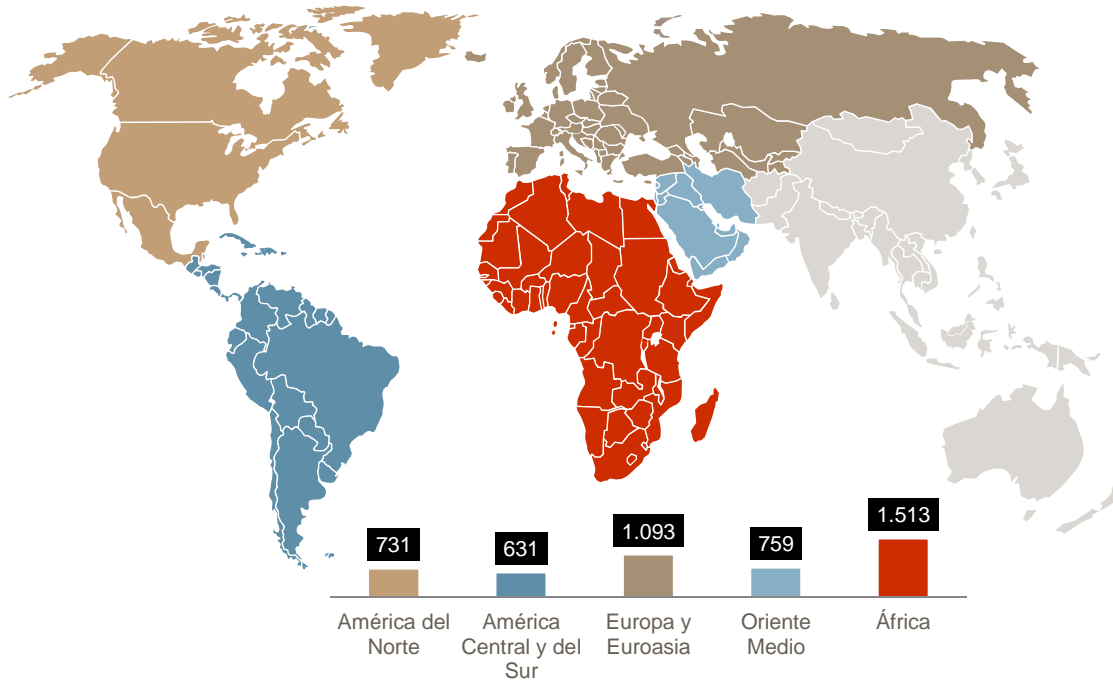 731
631
1.093
759
1.513
América del
Norte
América
Central y del
Sur
Europa y
Euroasia
Oriente
Medio
África